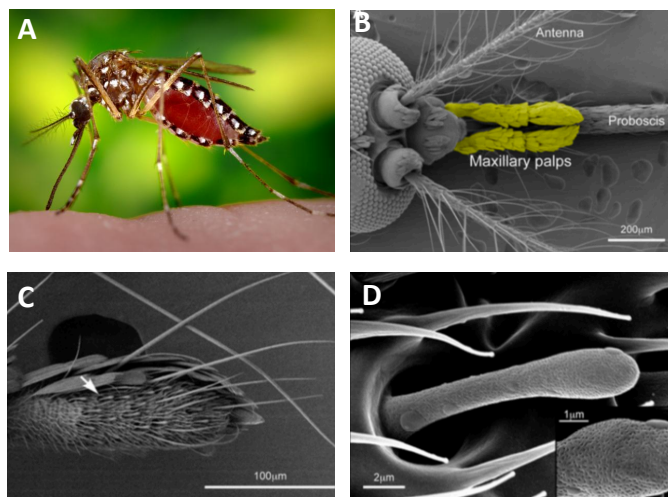 A
B
Antenna
Proboscis
Maxillary palps
200μm
C
100μm
D
1μm
2μm